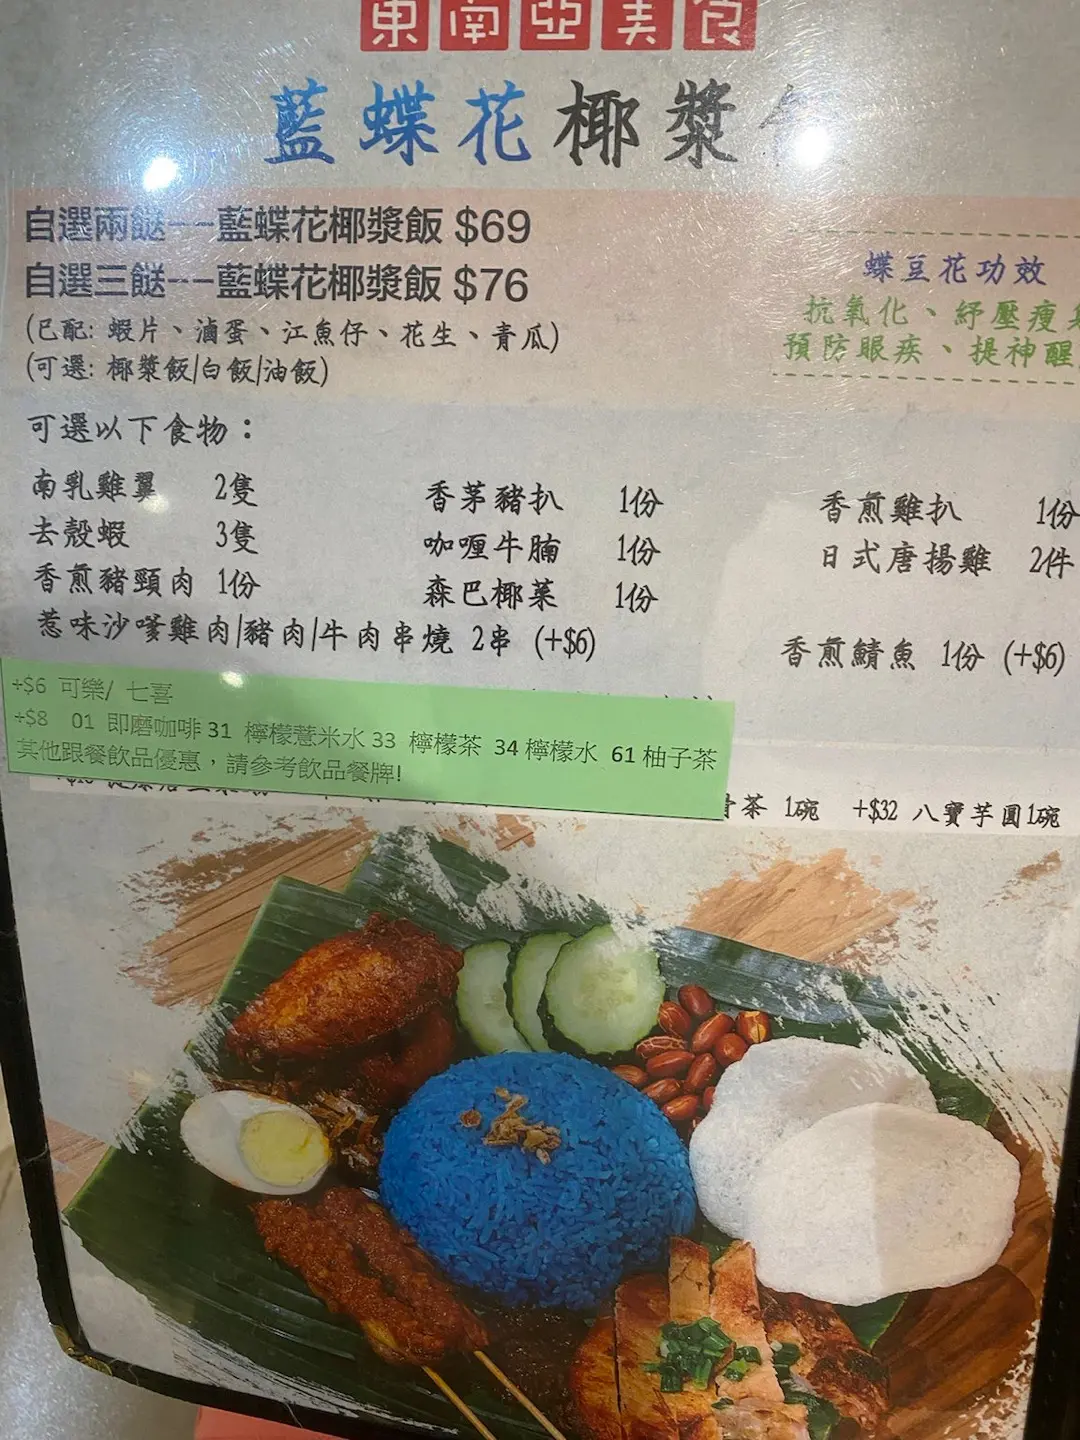 東南亞美食
藍蝶花椰漿
自選兩餸--藍蝶花椰漿飯 $69
自選三餸--藍蝶花椰漿飯 $76
(已配: 蝦片、滷蛋、江魚仔、花生、青瓜)
(可選: 椰漿飯/白飯/油飯)
蝶豆花功效
抗氧化、紓壓瘦
預防眼疾、提神醒
可選以下食物：
南乳雞翼 2隻 香茅豬扒 1份 香煎雞扒 1份
去殼蝦 3隻 咖喱牛腩 1份 日式唐揚雞 2件
香煎豬頸肉 1份 森巴椰菜 1份
惹味沙嗲雞肉/豬肉/牛肉串燒 2串 (+$6) 香煎鯖魚 1份 (+$6)
+$6 可樂/ 七喜
+$8 01 即磨咖啡 31 檸檬薏米水 33 檸檬茶 34 檸檬水 61 柚子茶
其他跟餐飲品優惠，請參考飲品餐牌!
茶 1碗 +$32 八寶芋圓1碗